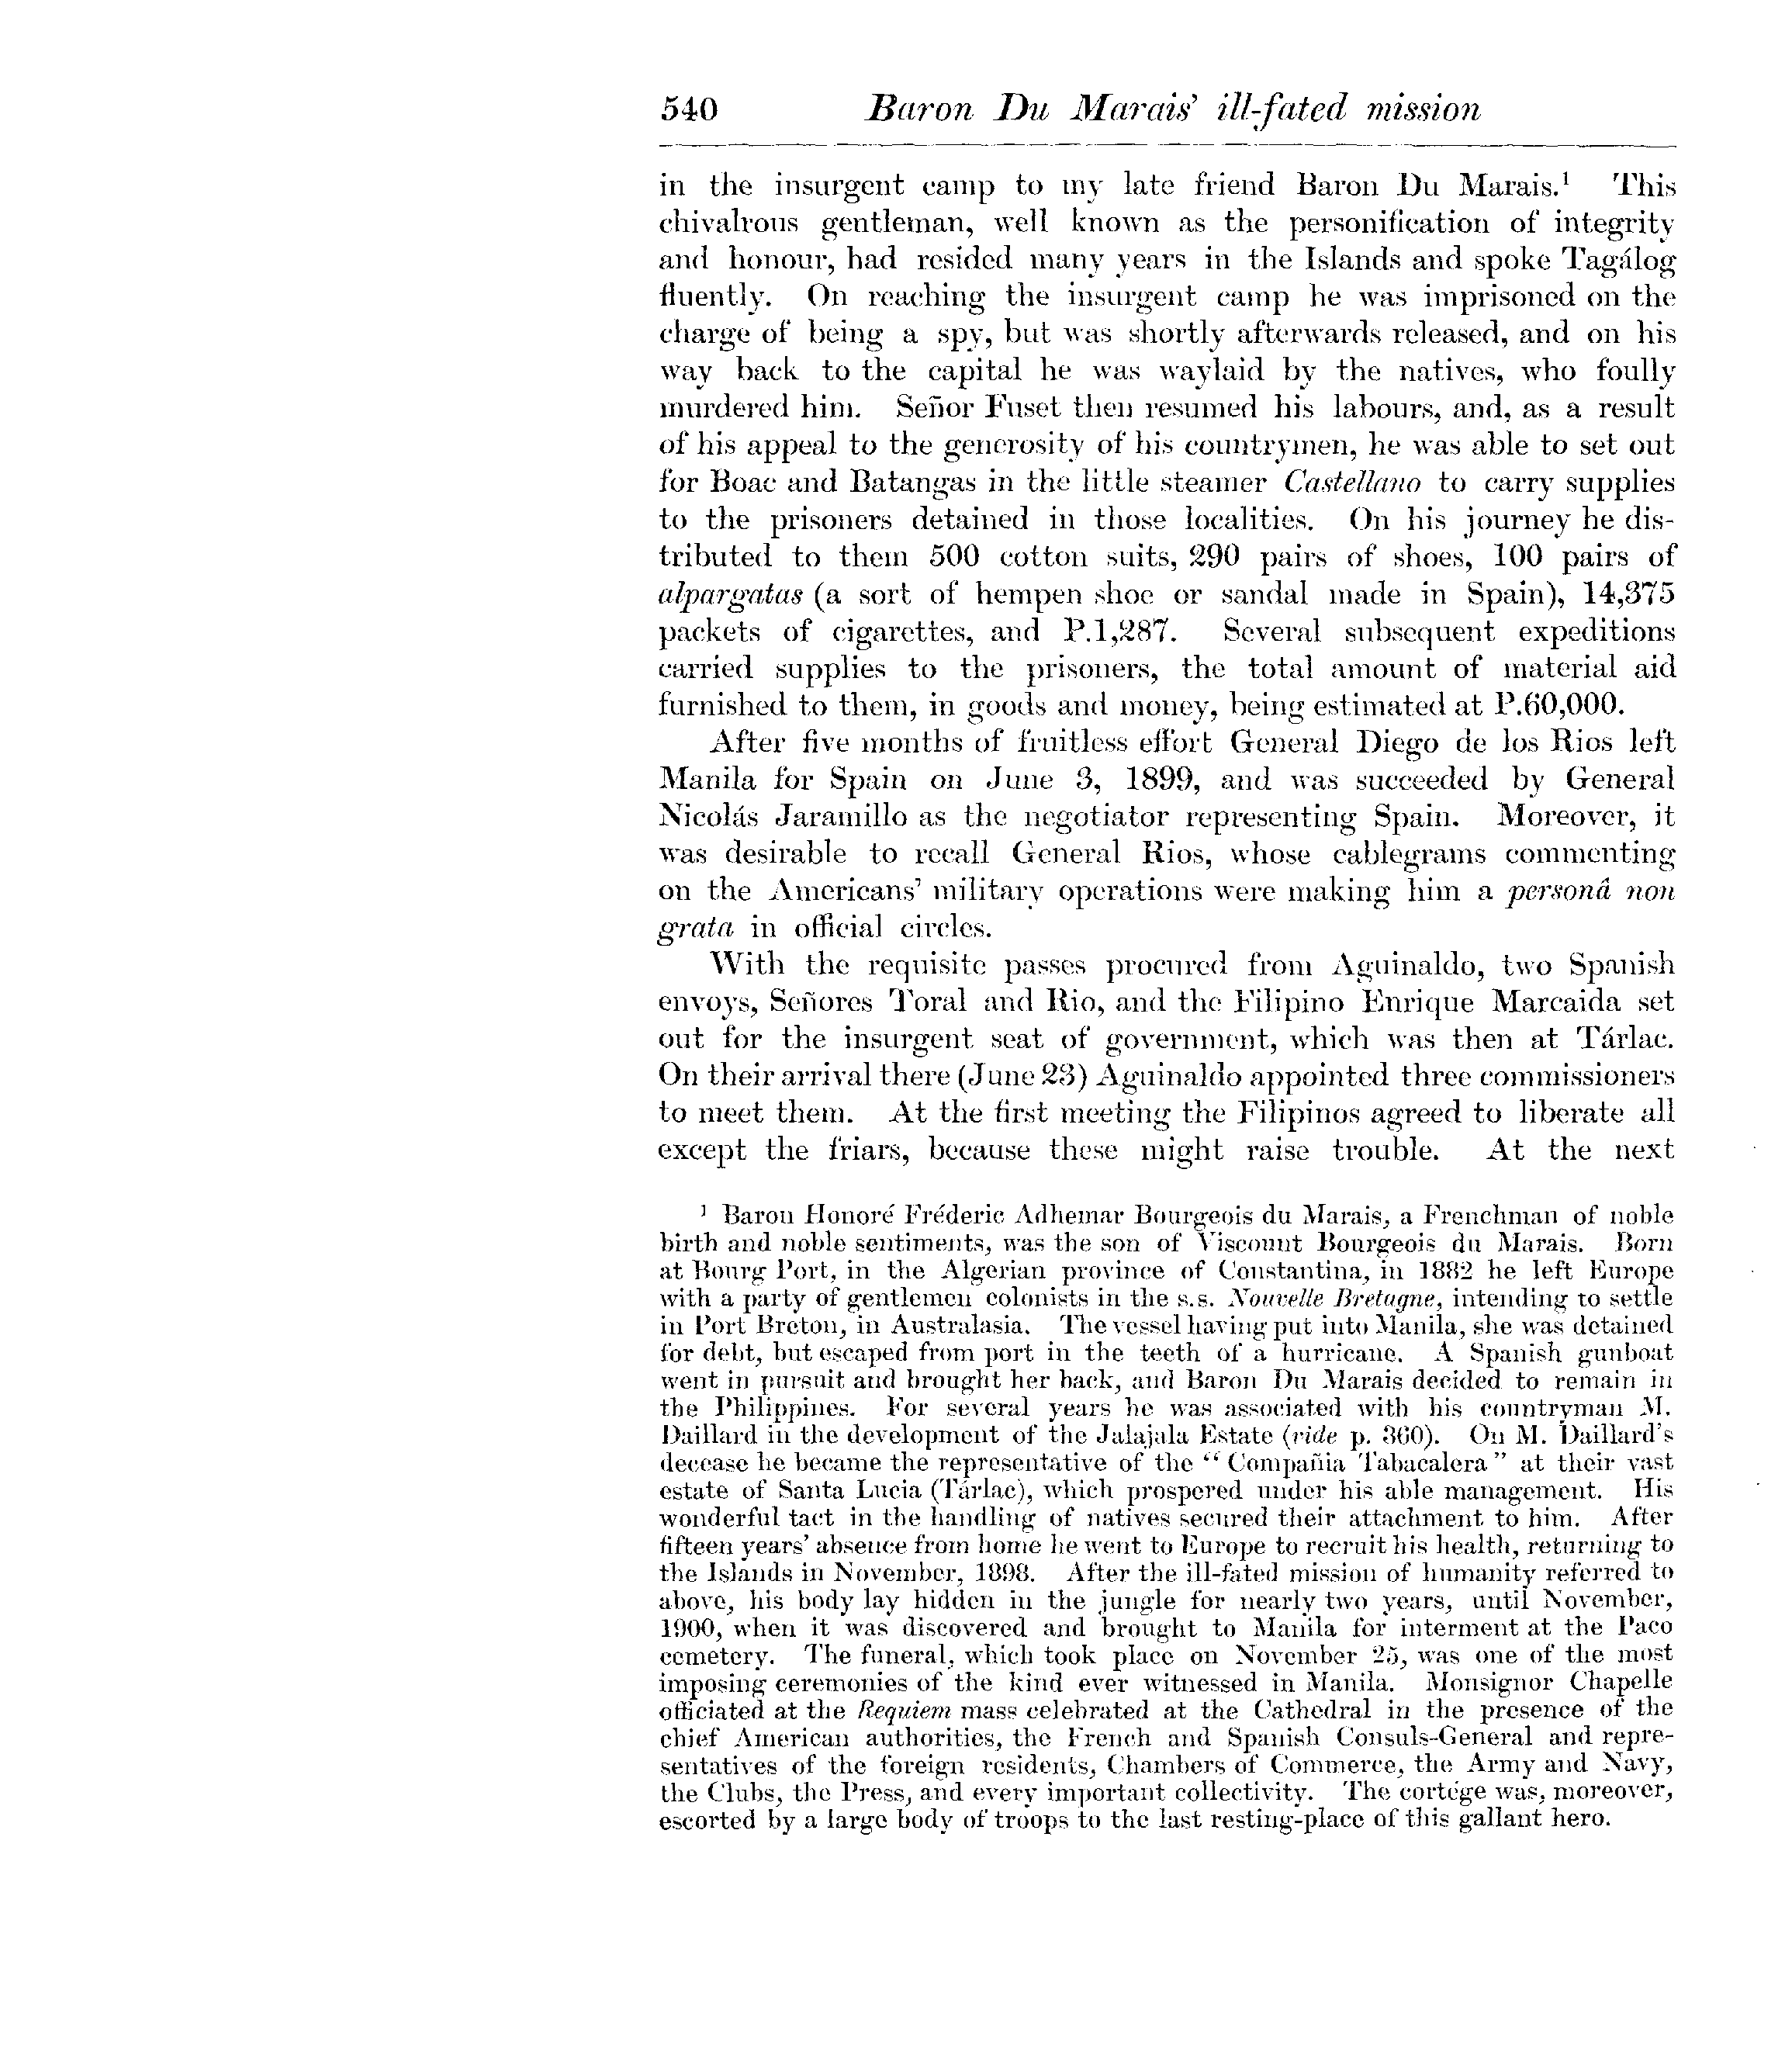 540 Baron Du Marais' ill-fated mission
in the insurgent camp to my late friend Baron Du Marais.¹ This
chivalrous gentleman, well known as the personification of integrity
and honour, had resided many years in the Islands and spoke Tagálog
fluently. On reaching the insurgent camp he was imprisoned on the
charge of being a spy, but was shortly afterwards released, and on his
way back to the capital he was waylaid by the natives, who foully
murdered him. Señor Fuset then resumed his labours, and, as a result
of his appeal to the generosity of his countrymen, he was able to set out
for Boac and Batangas in the little steamer Castellano to carry supplies
to the prisoners detained in those localities. On his journey he dis-
tributed to them 500 cotton suits, 290 pairs of shoes, 100 pairs of
alpargatas (a sort of hempen shoe or sandal made in Spain), 14,375
packets of cigarettes, and P.1,287. Several subsequent expeditions
carried supplies to the prisoners, the total amount of material aid
furnished to them, in goods and money, being estimated at P.60,000.
After five months of fruitless effort General Diego de los Rios left
Manila for Spain on June 3, 1899, and was succeeded by General
Nicolás Jaramillo as the negotiator representing Spain. Moreover, it
was desirable to recall General Rios, whose cablegrams commenting
on the Americans' military operations were making him a personâ non
grata in official circles.
With the requisite passes procured from Aguinaldo, two Spanish
envoys, Señores Toral and Rio, and the Filipino Enrique Marcaida set
out for the insurgent seat of government, which was then at Tárlac.
On their arrival there (June 23) Aguinaldo appointed three commissioners
to meet them. At the first meeting the Filipinos agreed to liberate all
except the friars, because these might raise trouble. At the next
¹ Baron Honoré Fréderic Adhemar Bourgeois du Marais, a Frenchman of noble
birth and noble sentiments, was the son of Viscount Bourgeois du Marais. Born
at Bourg Port, in the Algerian province of Constantina, in 1882 he left Europe
with a party of gentlemen colonists in the s.s. Nouvelle Bretagne, intending to settle
in Port Breton, in Australasia. The vessel having put into Manila, she was detained
for debt, but escaped from port in the teeth of a hurricane. A Spanish gunboat
went in pursuit and brought her back, and Baron Du Marais decided to remain in
the Philippines. For several years he was associated with his countryman M.
Daillard in the development of the Jalajala Estate (vide p. 360). On M. Daillard's
decease he became the representative of the "Compañia Tabacalera" at their vast
estate of Santa Lucia (Tárlac), which prospered under his able management. His
wonderful tact in the handling of natives secured their attachment to him. After
fifteen years' absence from home he went to Europe to recruit his health, returning to
the Islands in November, 1898. After the ill-fated mission of humanity referred to
above, his body lay hidden in the jungle for nearly two years, until November,
1900, when it was discovered and brought to Manila for interment at the Paco
cemetery. The funeral, which took place on November 25, was one of the most
imposing ceremonies of the kind ever witnessed in Manila. Monsignor Chapelle
officiated at the Requiem mass celebrated at the Cathedral in the presence of the
chief American authorities, the French and Spanish Consuls-General and repre-
sentatives of the foreign residents, Chambers of Commerce, the Army and Navy,
the Clubs, the Press, and every important collectivity. The cortége was, moreover,
escorted by a large body of troops to the last resting-place of this gallant hero.